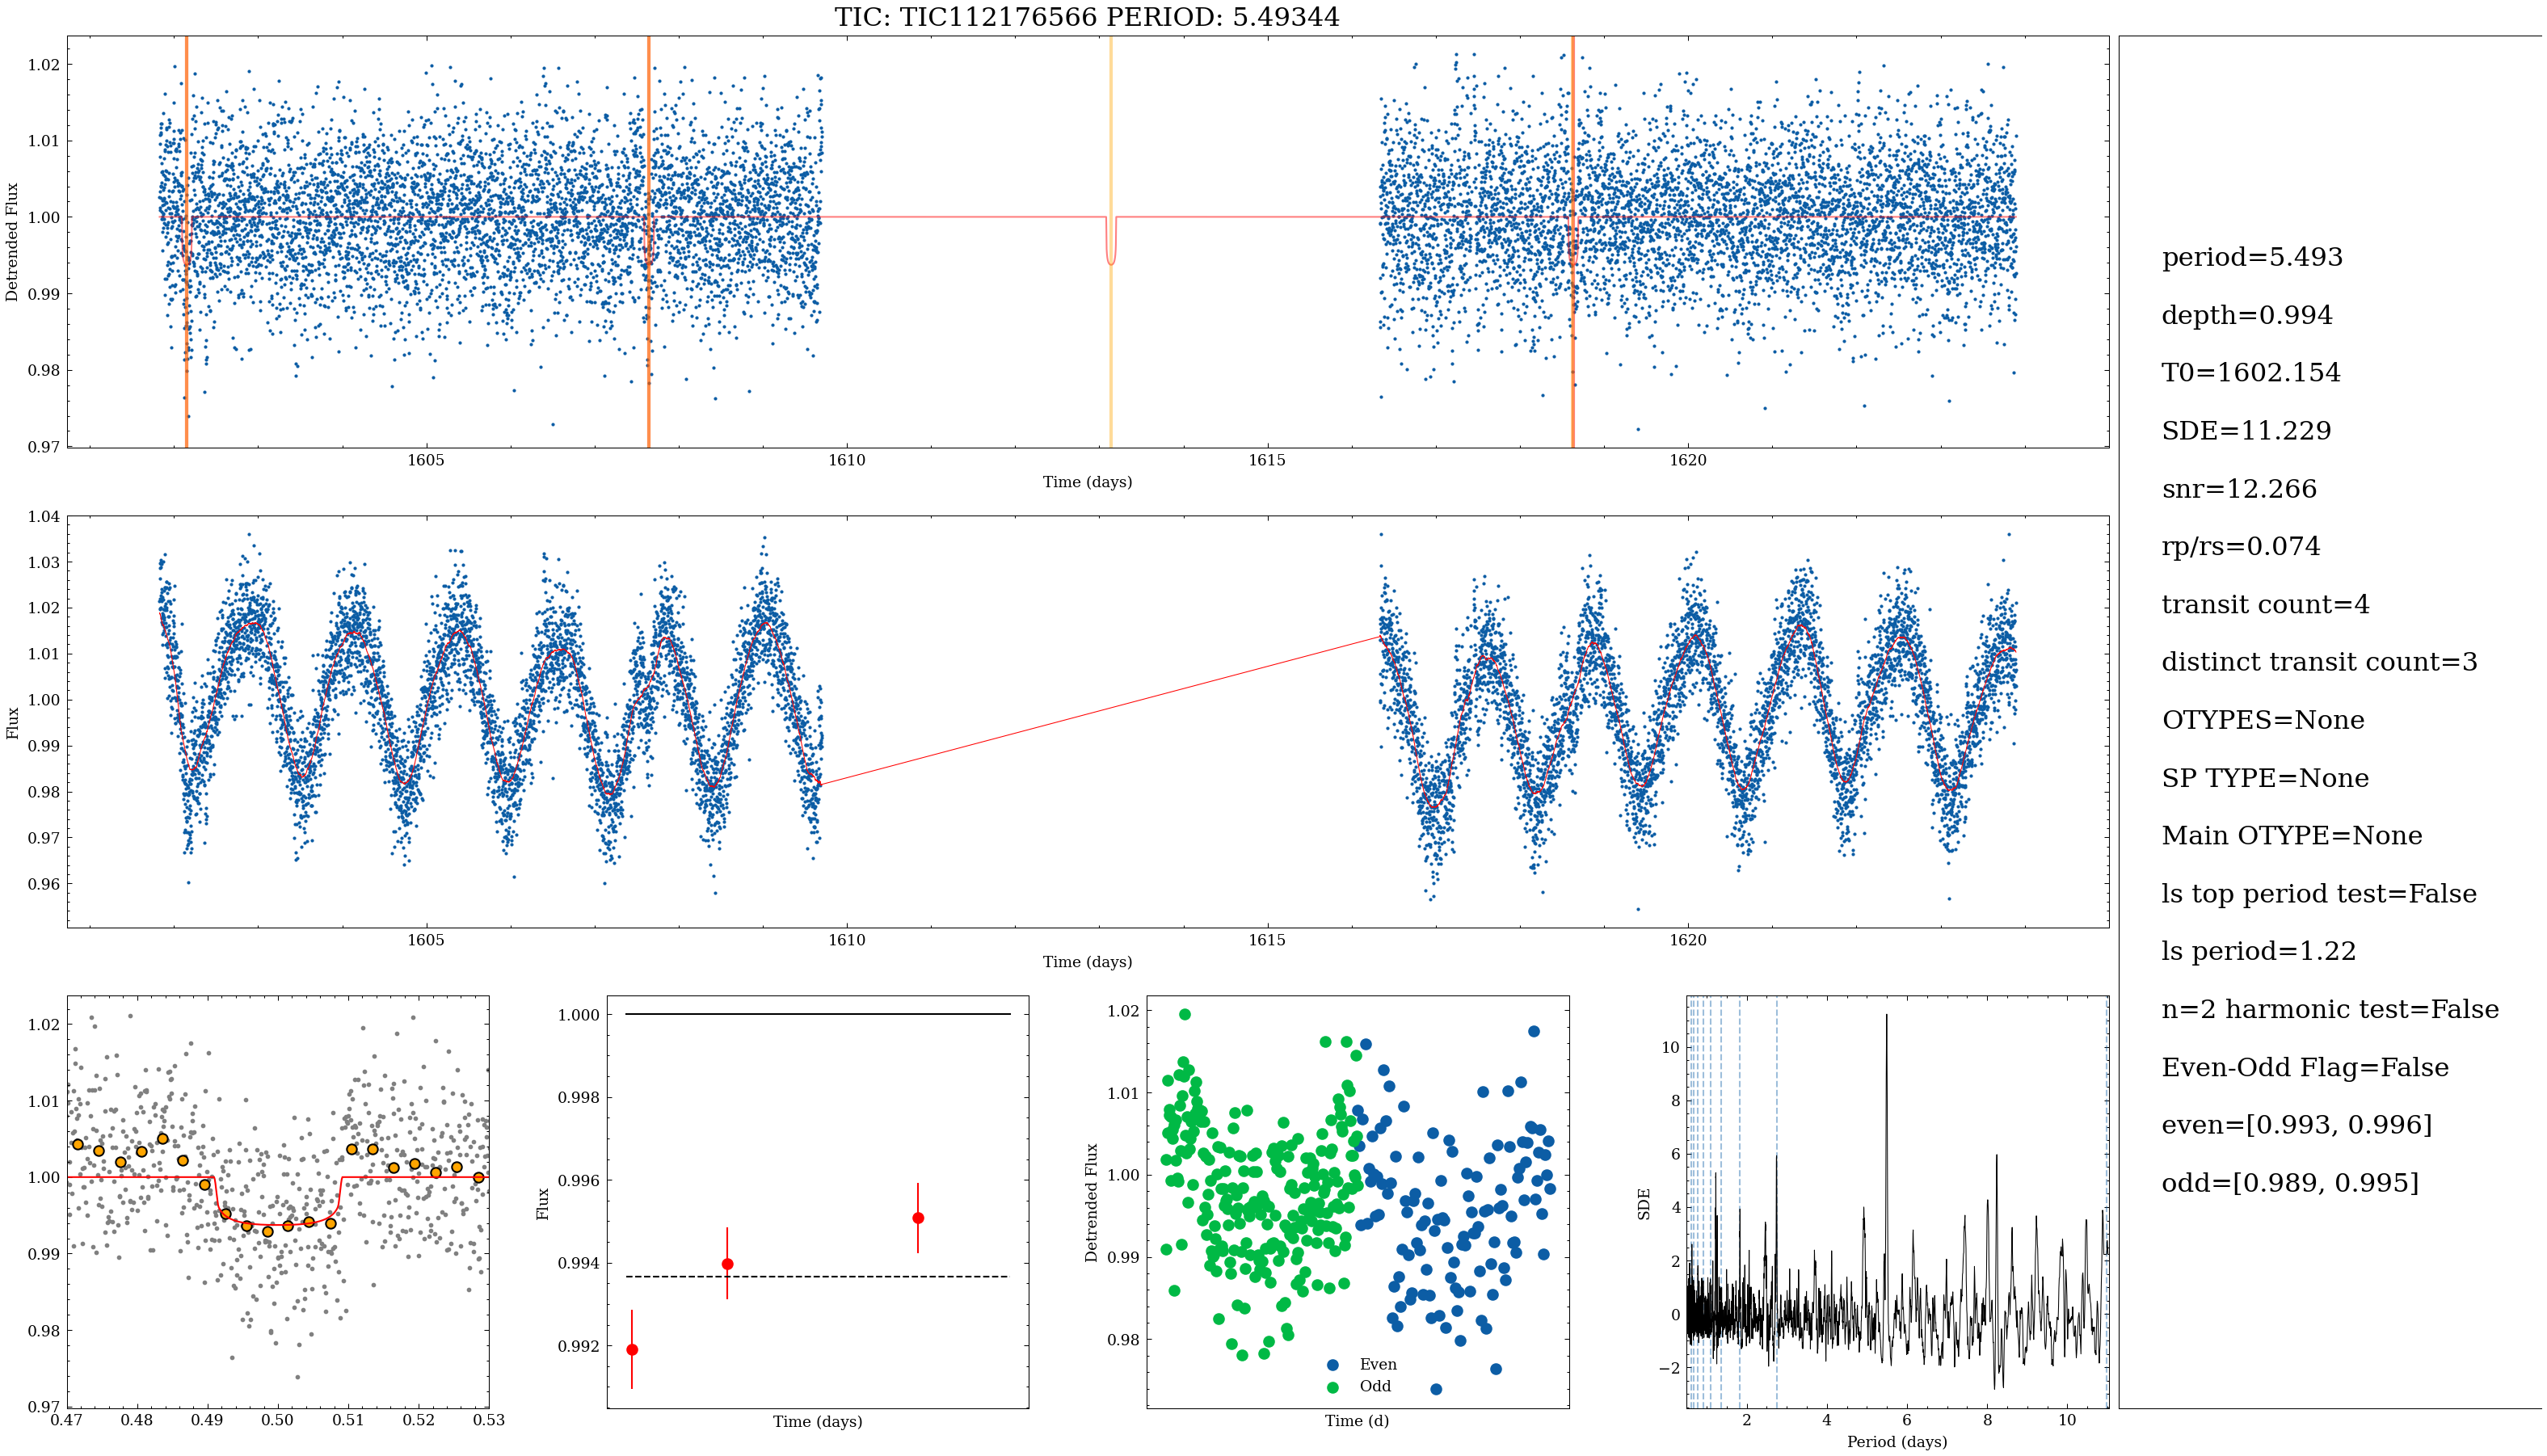 TIC: TIC112176566 PERIOD: 5.49344
1.02
1.01
1.00
0.99
0.98
0.97
Detrended Flux
1605
1610
1615
1620
Time (days)
1.04
1.03
1.02
1.01
1.00
0.99
0.98
0.97
0.96
Flux
1605
1610
1615
1620
Time (days)
1.02
1.01
1.00
0.99
0.98
0.97
0.47
0.48
0.49
0.50
0.51
0.52
0.53
1.000
0.998
0.996
0.994
0.992
Flux
Time (days)
1.02
1.01
1.00
0.99
0.98
Detrended Flux
Even
Odd
Time (d)
10
8
6
4
2
0
−2
SDE
2
4
6
8
10
Period (days)
period=5.493
depth=0.994
T0=1602.154
SDE=11.229
snr=12.266
rp/rs=0.074
transit count=4
distinct transit count=3
OTYPES=None
SP TYPE=None
Main OTYPE=None
ls top period test=False
ls period=1.22
n=2 harmonic test=False
Even-Odd Flag=False
even=[0.993, 0.996]
odd=[0.989, 0.995]